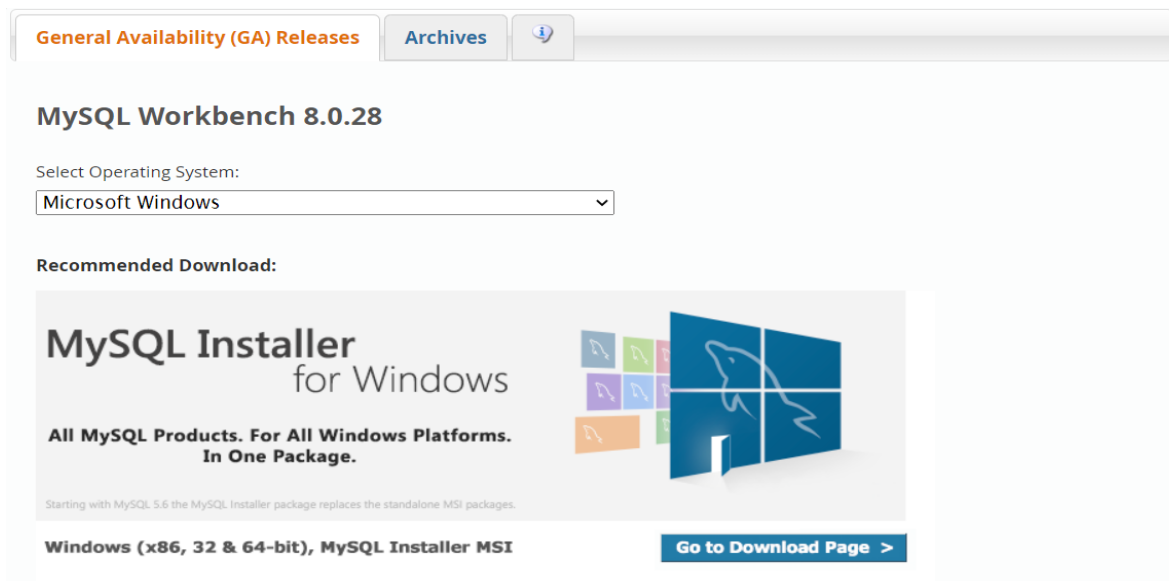 General Availability (GA) Releases
Archives
MySQL Workbench 8.0.28
Select Operating System:
Microsoft Windows
Recommended Download:
MySQL Installer
for Windows
All MySQL Products. For All Windows Platforms.
In One Package.
Starting with MySQL 5.6 the MySQL Installer package replaces the standalone MSI packages.
Windows (x86, 32 & 64-bit), MySQL Installer MSI
Go to Download Page >